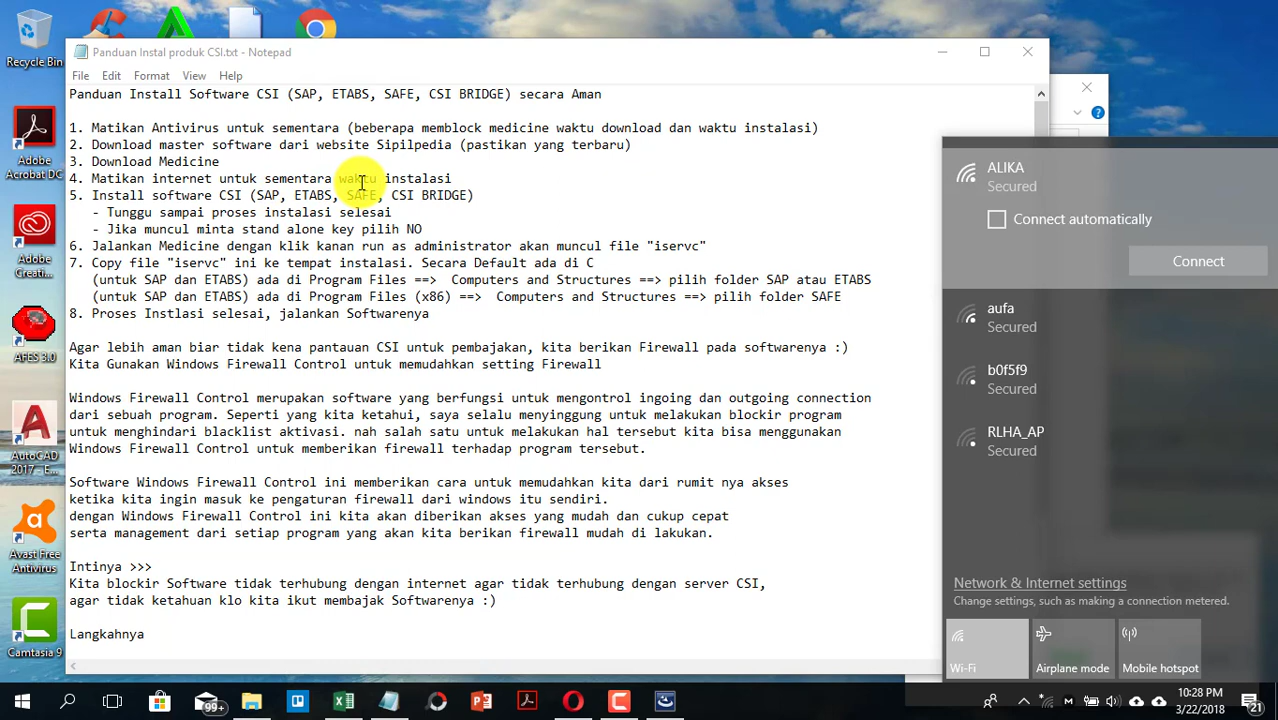 Recycle Bin
Adobe
Acrobat DC
Adobe
Creati...
AFES 3.0
AutoCAD
2017 - E...
Avast Free
Antivirus
Camtasia 9
Panduan Instal produk CSI.txt - Notepad
File Edit Format View Help
Panduan Install Software CSI (SAP, ETABS, SAFE, CSI BRIDGE) secara Aman
1. Matikan Antivirus untuk sementara (beberapa memblock medicine waktu download dan waktu instalasi)
2. Download master software dari website Sipilpedia (pastikan yang terbaru)
3. Download Medicine
4. Matikan internet untuk sementara waktu instalasi
5. Install software CSI (SAP, ETABS, SAFE, CSI BRIDGE)
- Tunggu sampai proses instalasi selesai
- Jika muncul minta stand alone key pilih NO
6. Jalankan Medicine dengan klik kanan run as administrator akan muncul file "iservc"
7. Copy file "iservc" ini ke tempat instalasi. Secara Default ada di C
(untuk SAP dan ETABS) ada di Program Files ==> Computers and Structures ==> pilih folder SAP atau ETABS
(untuk SAP dan ETABS) ada di Program Files (x86) ==> Computers and Structures ==> pilih folder SAFE
8. Proses Instlasi selesai, jalankan Softwarenya
Agar lebih aman biar tidak kena pantauan CSI untuk pembajakan, kita berikan Firewall pada softwarenya :)
Kita Gunakan Windows Firewall Control untuk memudahkan setting Firewall
Windows Firewall Control merupakan software yang berfungsi untuk mengontrol ingoing dan outgoing connection
dari sebuah program. Seperti yang kita ketahui, saya selalu menyinggung untuk melakukan blockir program
untuk menghindari blacklist aktivasi. nah salah satu untuk melakukan hal tersebut kita bisa menggunakan
Windows Firewall Control untuk memberikan firewall terhadap program tersebut.
Software Windows Firewall Control ini memberikan cara untuk memudahkan kita dari rumit nya akses
ketika kita ingin masuk ke pengaturan firewall dari windows itu sendiri.
dengan Windows Firewall Control ini kita akan diberikan akses yang mudah dan cukup cepat
serta management dari setiap program yang akan kita berikan firewall mudah di lakukan.
Intinya >>>
Kita blockir Software tidak terhubung dengan internet agar tidak terhubung dengan server CSI,
agar tidak ketahuan klo kita ikut membajak Softwarenya :)
Langkahnya
ALIKA
Secured
Connect automatically
Connect
aufa
Secured
b0f5f9
Secured
RLHA_AP
Secured
Network & Internet settings
Change settings, such as making a connection metered.
Wi-Fi
Airplane mode
Mobile hotspot
99+
10:28 PM
3/22/2018
21